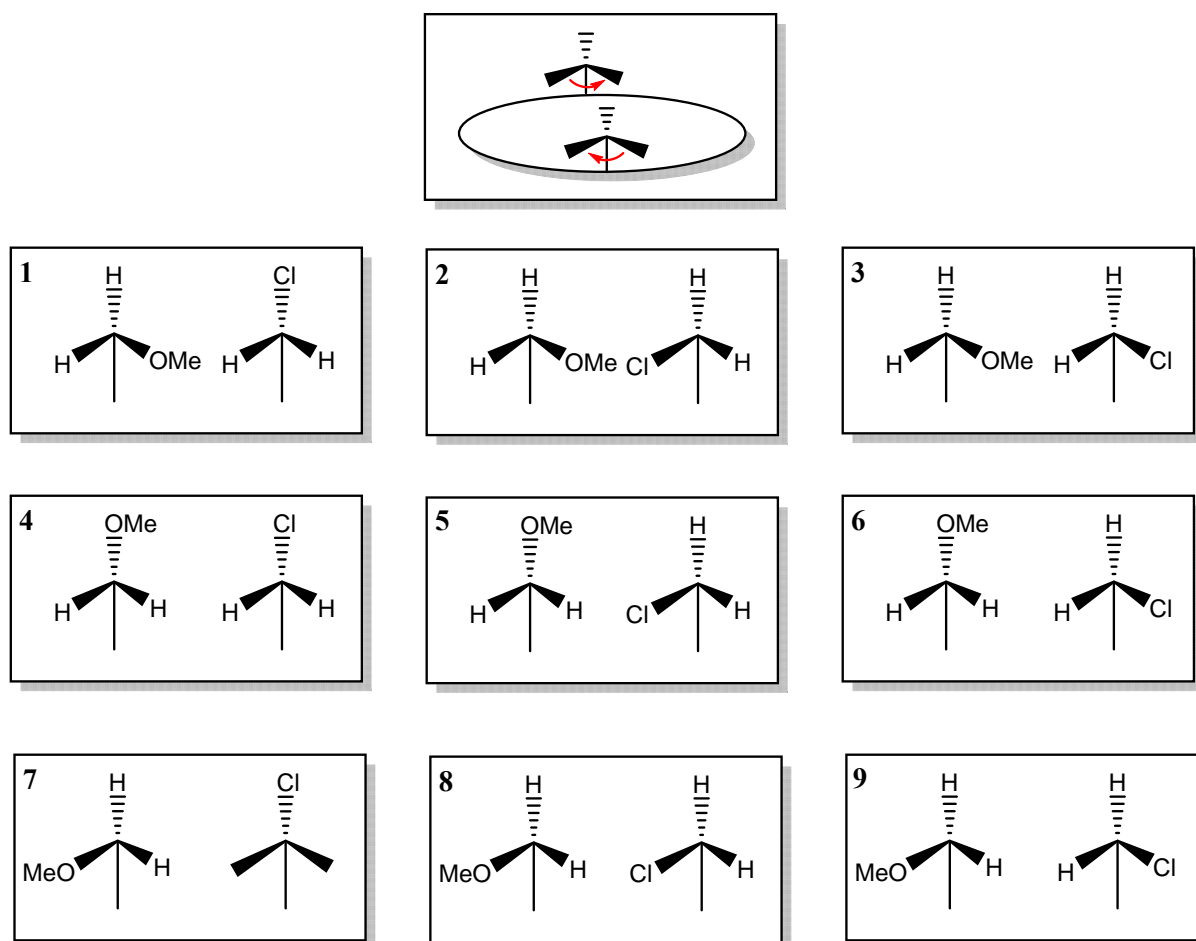 1 H Cl
H OMe H H
2 H H
H OMe Cl H
3 H H
H OMe H Cl
4 OMe Cl
H H H H
5 OMe H
H H Cl H
6 OMe H
H H H Cl
7 H Cl
MeO H
8 H H
MeO H Cl H
9 H H
MeO H H Cl